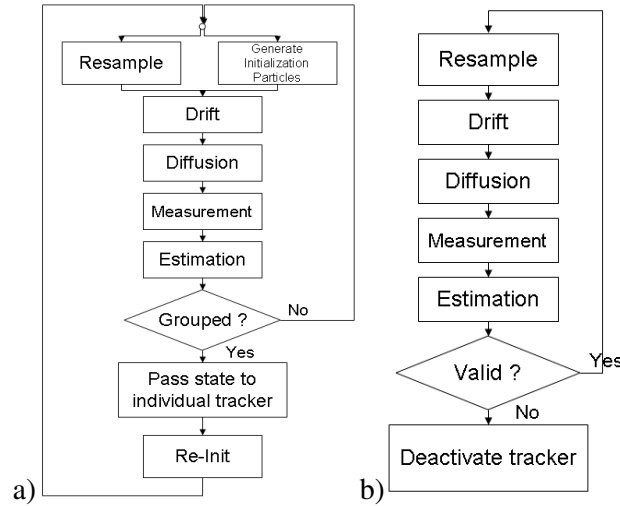 Resample
Generate
Initialization
Particles
Drift
Diffusion
Measurement
Estimation
Grouped ?
No
Yes
Pass state to
individual tracker
Re-Init
a)
Resample
Drift
Diffusion
Measurement
Estimation
Valid ?
Yes
No
Deactivate tracker
b)